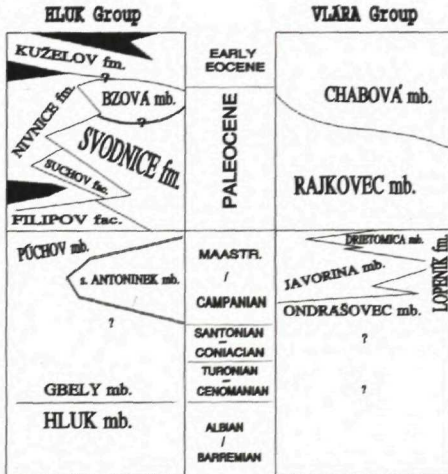 HLUK Group
VLÁRA Group
KUŽELOV fm.
?
BZOVÁ mb.
?
NIVNICE fm.
SVODNICE fm.
SUCHOV fac.
FILIPOV fac.
PÚCHOV mb.
s. ANTONINEK mb.
?
GBELY mb.
HLUK mb.
EARLY
EOCENE
PALEOCENE
MAASTR.
/
CAMPANIAN
SANTONIAN
–
CONIACIAN
TURONIAN
–
CENOMANIAN
ALBIAN
/
BARREMIAN
CHABOVÁ mb.
RAJKOVEC mb.
DRIETOMICA mb.
JAVORINA mb.
LOPENÍK fm.
ONDRÁŠOVEC mb.
?
?